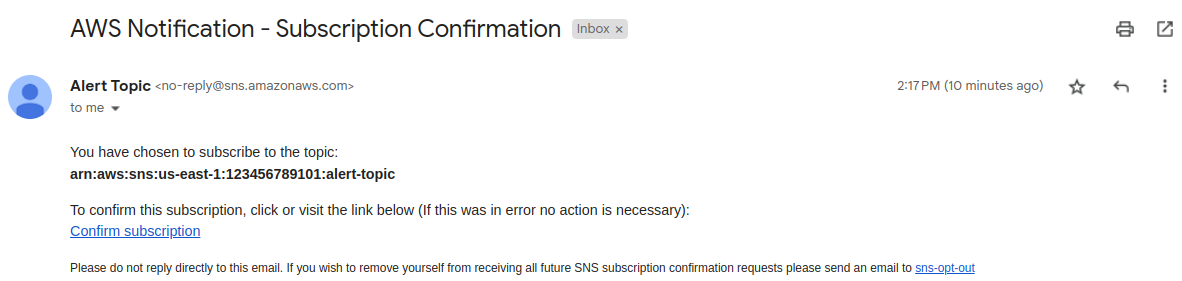 AWS Notification - Subscription Confirmation Inbox ×
Alert Topic <no-reply@sns.amazonaws.com> 2:17 PM (10 minutes ago)
to me
You have chosen to subscribe to the topic:
arn:aws:sns:us-east-1:123456789101:alert-topic
To confirm this subscription, click or visit the link below (If this was in error no action is necessary):
Confirm subscription
Please do not reply directly to this email. If you wish to remove yourself from receiving all future SNS subscription confirmation requests please send an email to sns-opt-out